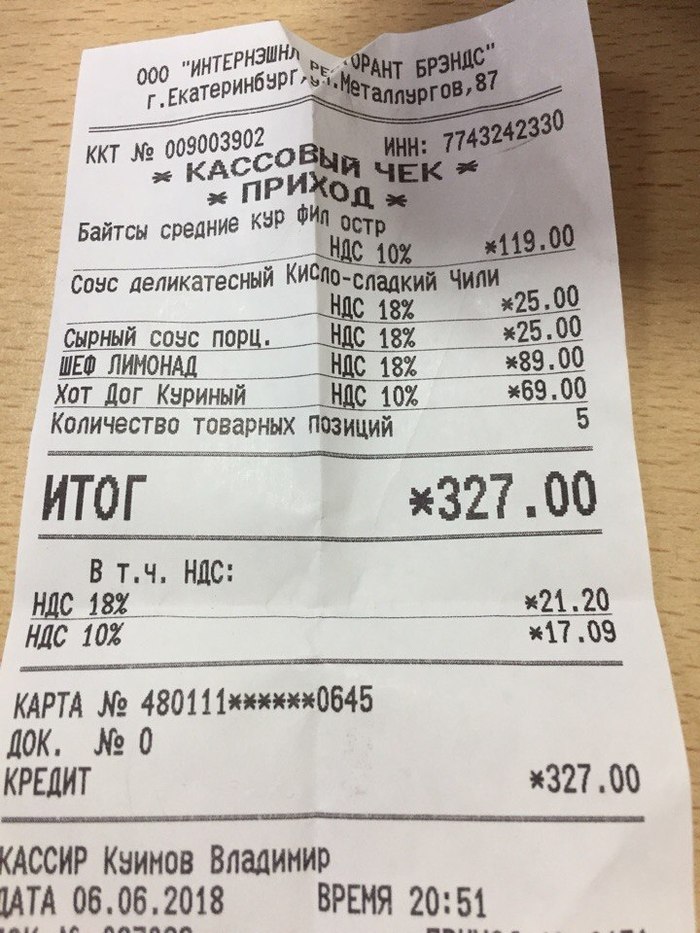 ООО "ИНТЕРНЭШНЛ РЕ ОРАНТ БРЭНДС"
г.Екатеринбург,ул.Металлургов,87
ККТ № 009003902 ИНН: 7743242330
* КАССОВЫЙ ЧЕК *
* ПРИХОД *
Байтсы средние кур фил остр
НДС 10% *119.00
Соус деликатесный Кисло-сладкий Чили
НДС 18% *25.00
Сырный соус порц. НДС 18% *25.00
ШЕФ ЛИМОНАД НДС 18% *89.00
Хот Дог Куриный НДС 10% *69.00
Количество товарных позиций 5
ИТОГ *327.00
В т.ч. НДС:
НДС 18% *21.20
НДС 10% *17.09
КАРТА № 480111******0645
ДОК. № 0
КРЕДИТ *327.00
КАССИР Куимов Владимир
ДАТА 06.06.2018 ВРЕМЯ 20:51